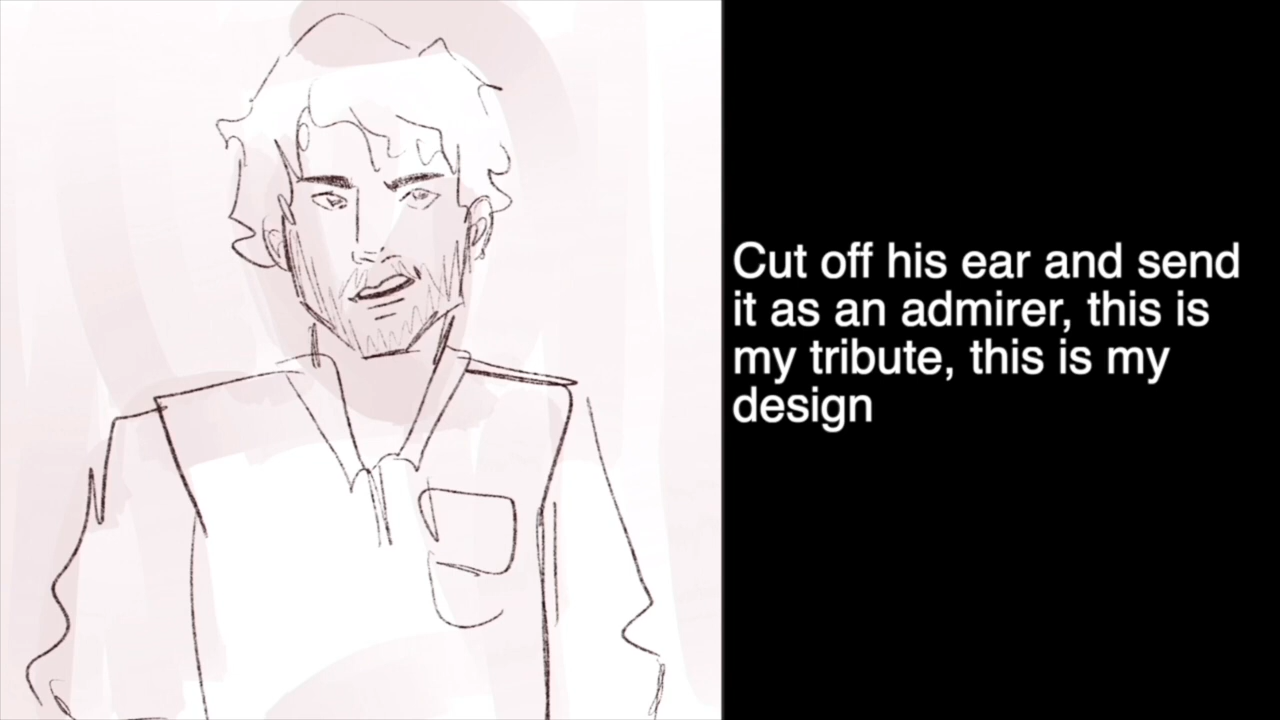 Cut off his ear and send
it as an admirer, this is
my tribute, this is my
design